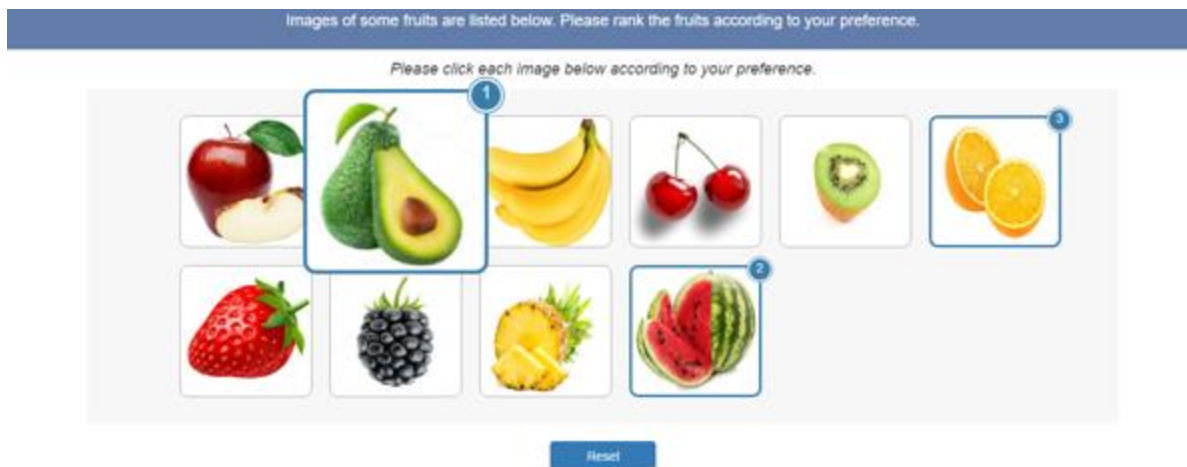 Images of some fruits are listed below. Please rank the fruits according to your preference.
Please click each image below according to your preference.
1
3
2
Reset